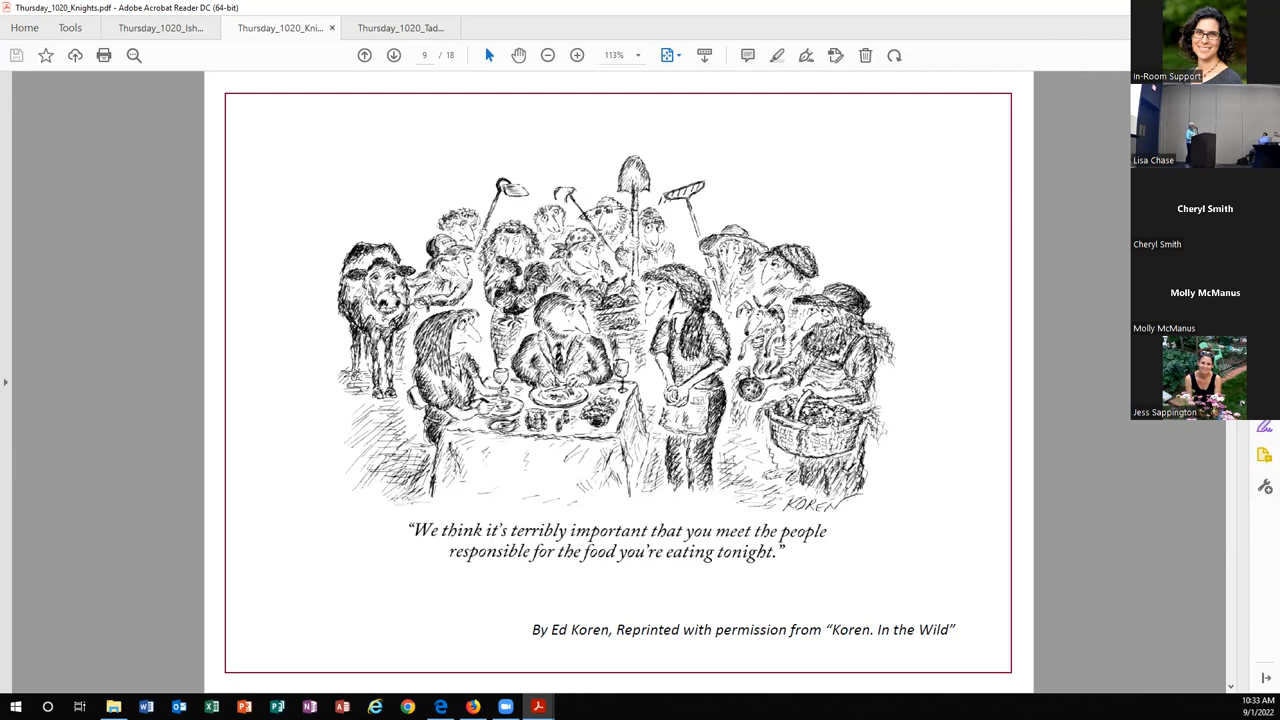 Thursday_1020_Knights.pdf - Adobe Acrobat Reader DC (64-bit)
Home Tools Thursday_1020_Ish... Thursday_1020_Kni... × Thursday_1020_Tad...
9 / 18 113%
In-Room Support
Lisa Chase
Cheryl Smith
Cheryl Smith
Molly McManus
Molly McManus
Jess Sappington
KOREN
“We think it’s terribly important that you meet the people
responsible for the food you’re eating tonight.”
By Ed Koren, Reprinted with permission from “Koren. In the Wild”
10:33 AM
9/1/2022